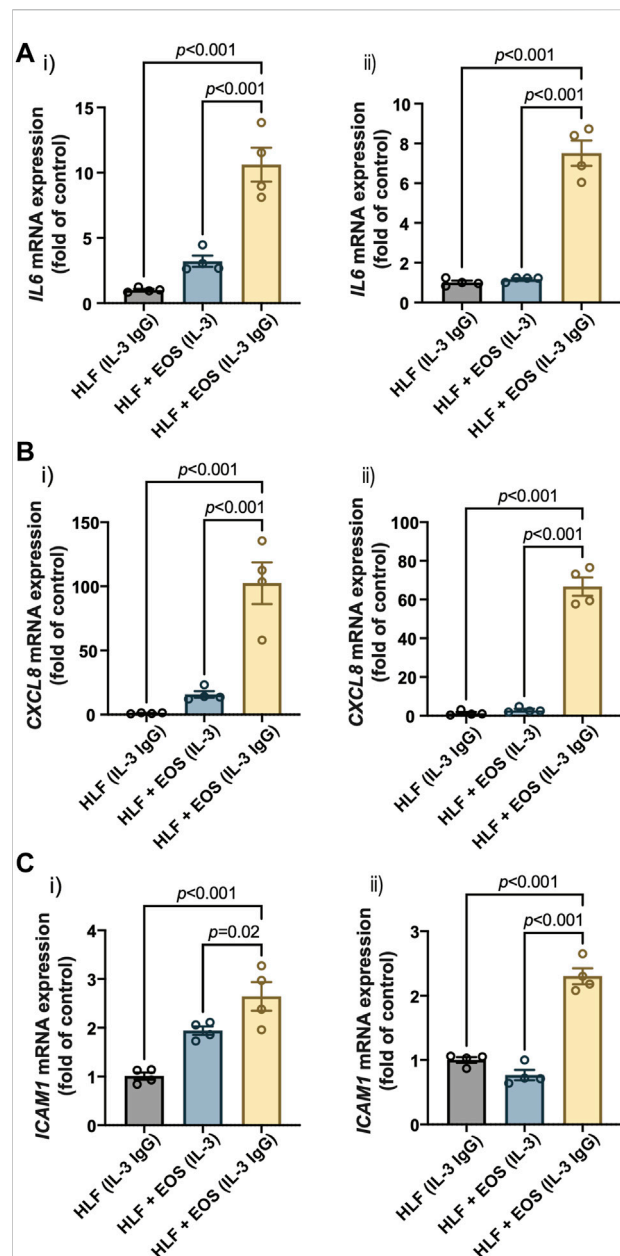 A
i)
p<0.001
p<0.001
IL6 mRNA expression
(fold of control)
15
10
5
0
HLF (IL-3 IgG)
HLF + EOS (IL-3)
HLF + EOS (IL-3 IgG)
ii)
p<0.001
p<0.001
IL6 mRNA expression
(fold of control)
10
8
6
4
2
0
HLF (IL-3 IgG)
HLF + EOS (IL-3)
HLF + EOS (IL-3 IgG)
B
i)
p<0.001
p<0.001
CXCL8 mRNA expression
(fold of control)
150
100
50
0
HLF (IL-3 IgG)
HLF + EOS (IL-3)
HLF + EOS (IL-3 IgG)
ii)
p<0.001
p<0.001
CXCL8 mRNA expression
(fold of control)
100
80
60
40
20
0
HLF (IL-3 IgG)
HLF + EOS (IL-3)
HLF + EOS (IL-3 IgG)
C
i)
p<0.001
p=0.02
ICAM1 mRNA expression
(fold of control)
4
3
2
1
0
HLF (IL-3 IgG)
HLF + EOS (IL-3)
HLF + EOS (IL-3 IgG)
ii)
p<0.001
p<0.001
ICAM1 mRNA expression
(fold of control)
3
2
1
0
HLF (IL-3 IgG)
HLF + EOS (IL-3)
HLF + EOS (IL-3 IgG)